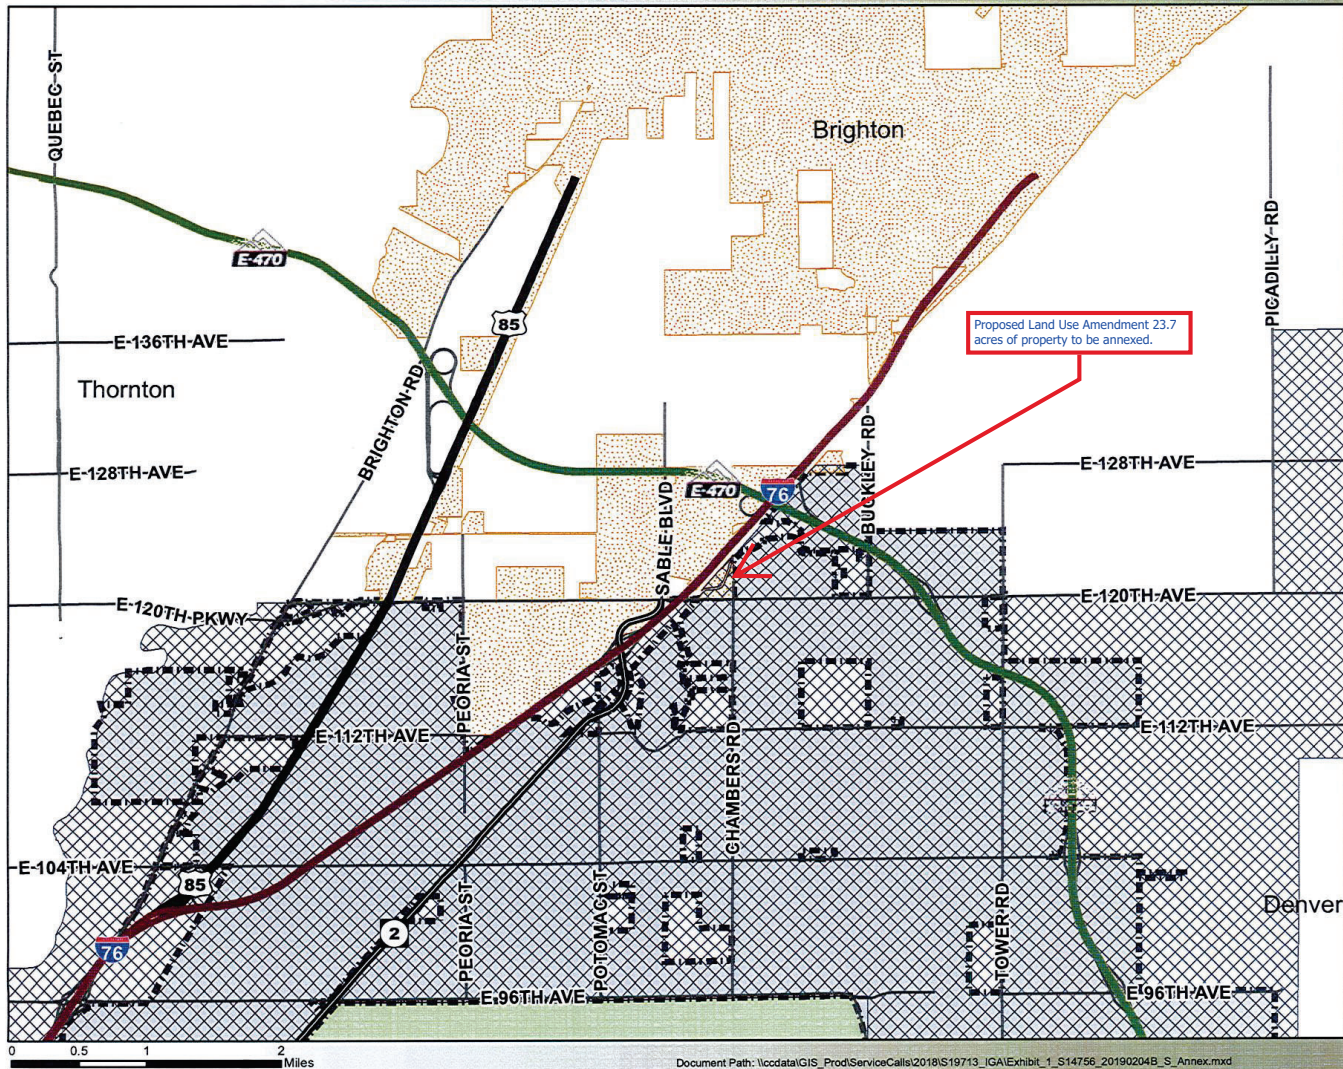 QUEBEC-ST
Brighton
PICADILLY-RD
E-470
85
Proposed Land Use Amendment 23.7
acres of property to be annexed.
E-136TH-AVE
Thornton
BRIGHTON-RD
BUCKLEY-RD
E-128TH-AVE
E-128TH-AVE
E-470
76
SABLE-BLVD
E-120TH-PKWY
E-120TH-AVE
PEORIA-ST
E-112TH-AVE
E-112TH-AVE
CHAMBERS-RD
E-104TH-AVE
85
PEORIA-ST
POTOMAC-ST
TOWER-RD
Denver
2
76
E-96TH-AVE
E-96TH-AVE
0 0.5 1 2
Miles
Document Path: \\ccdata\GIS_Prod\ServiceCalls\2018\S19713_IGA\Exhibit_1_S14756_20190204B_S_Annex.mxd